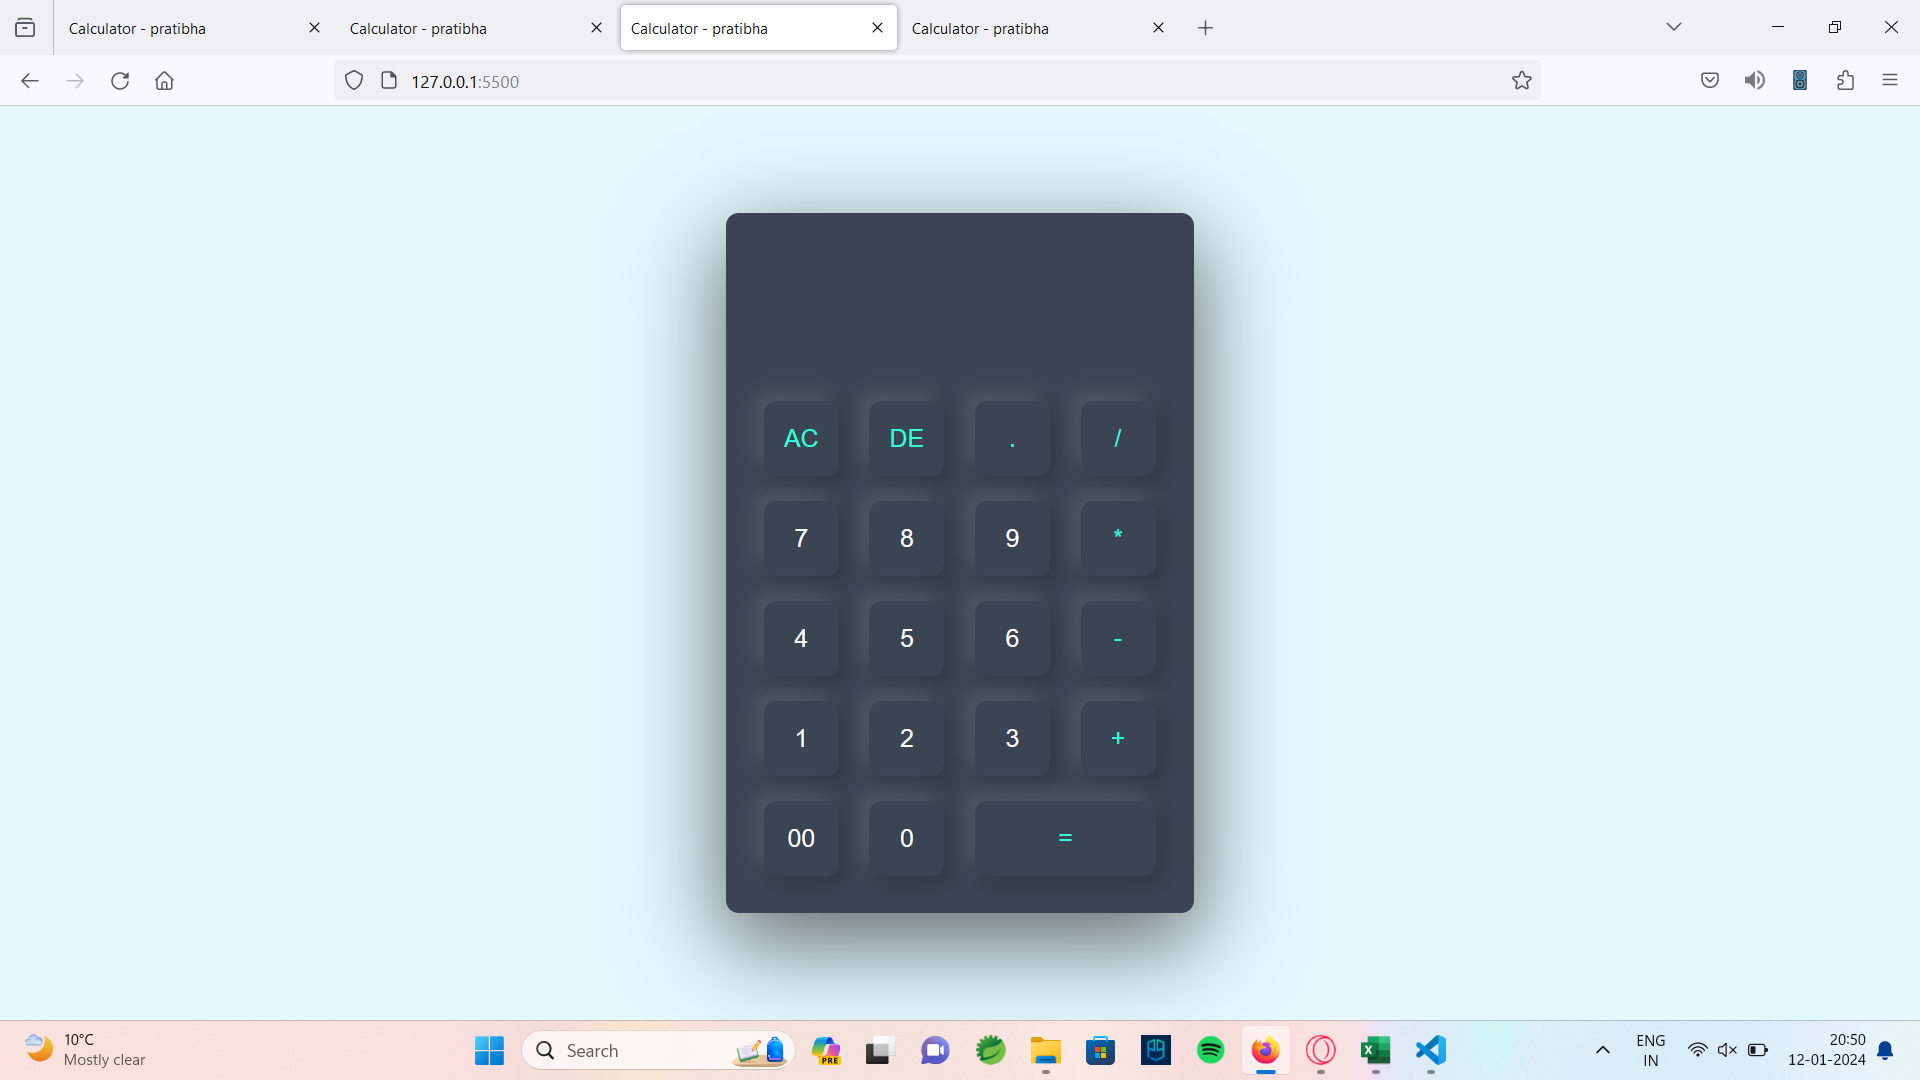 Calculator - pratibha
Calculator - pratibha
Calculator - pratibha
Calculator - pratibha
127.0.0.1:5500
AC DE . /
7 8 9 *
4 5 6 -
1 2 3 +
00 0 =
10°C
Mostly clear
Search
PRE
ENG
IN
20:50
12-01-2024